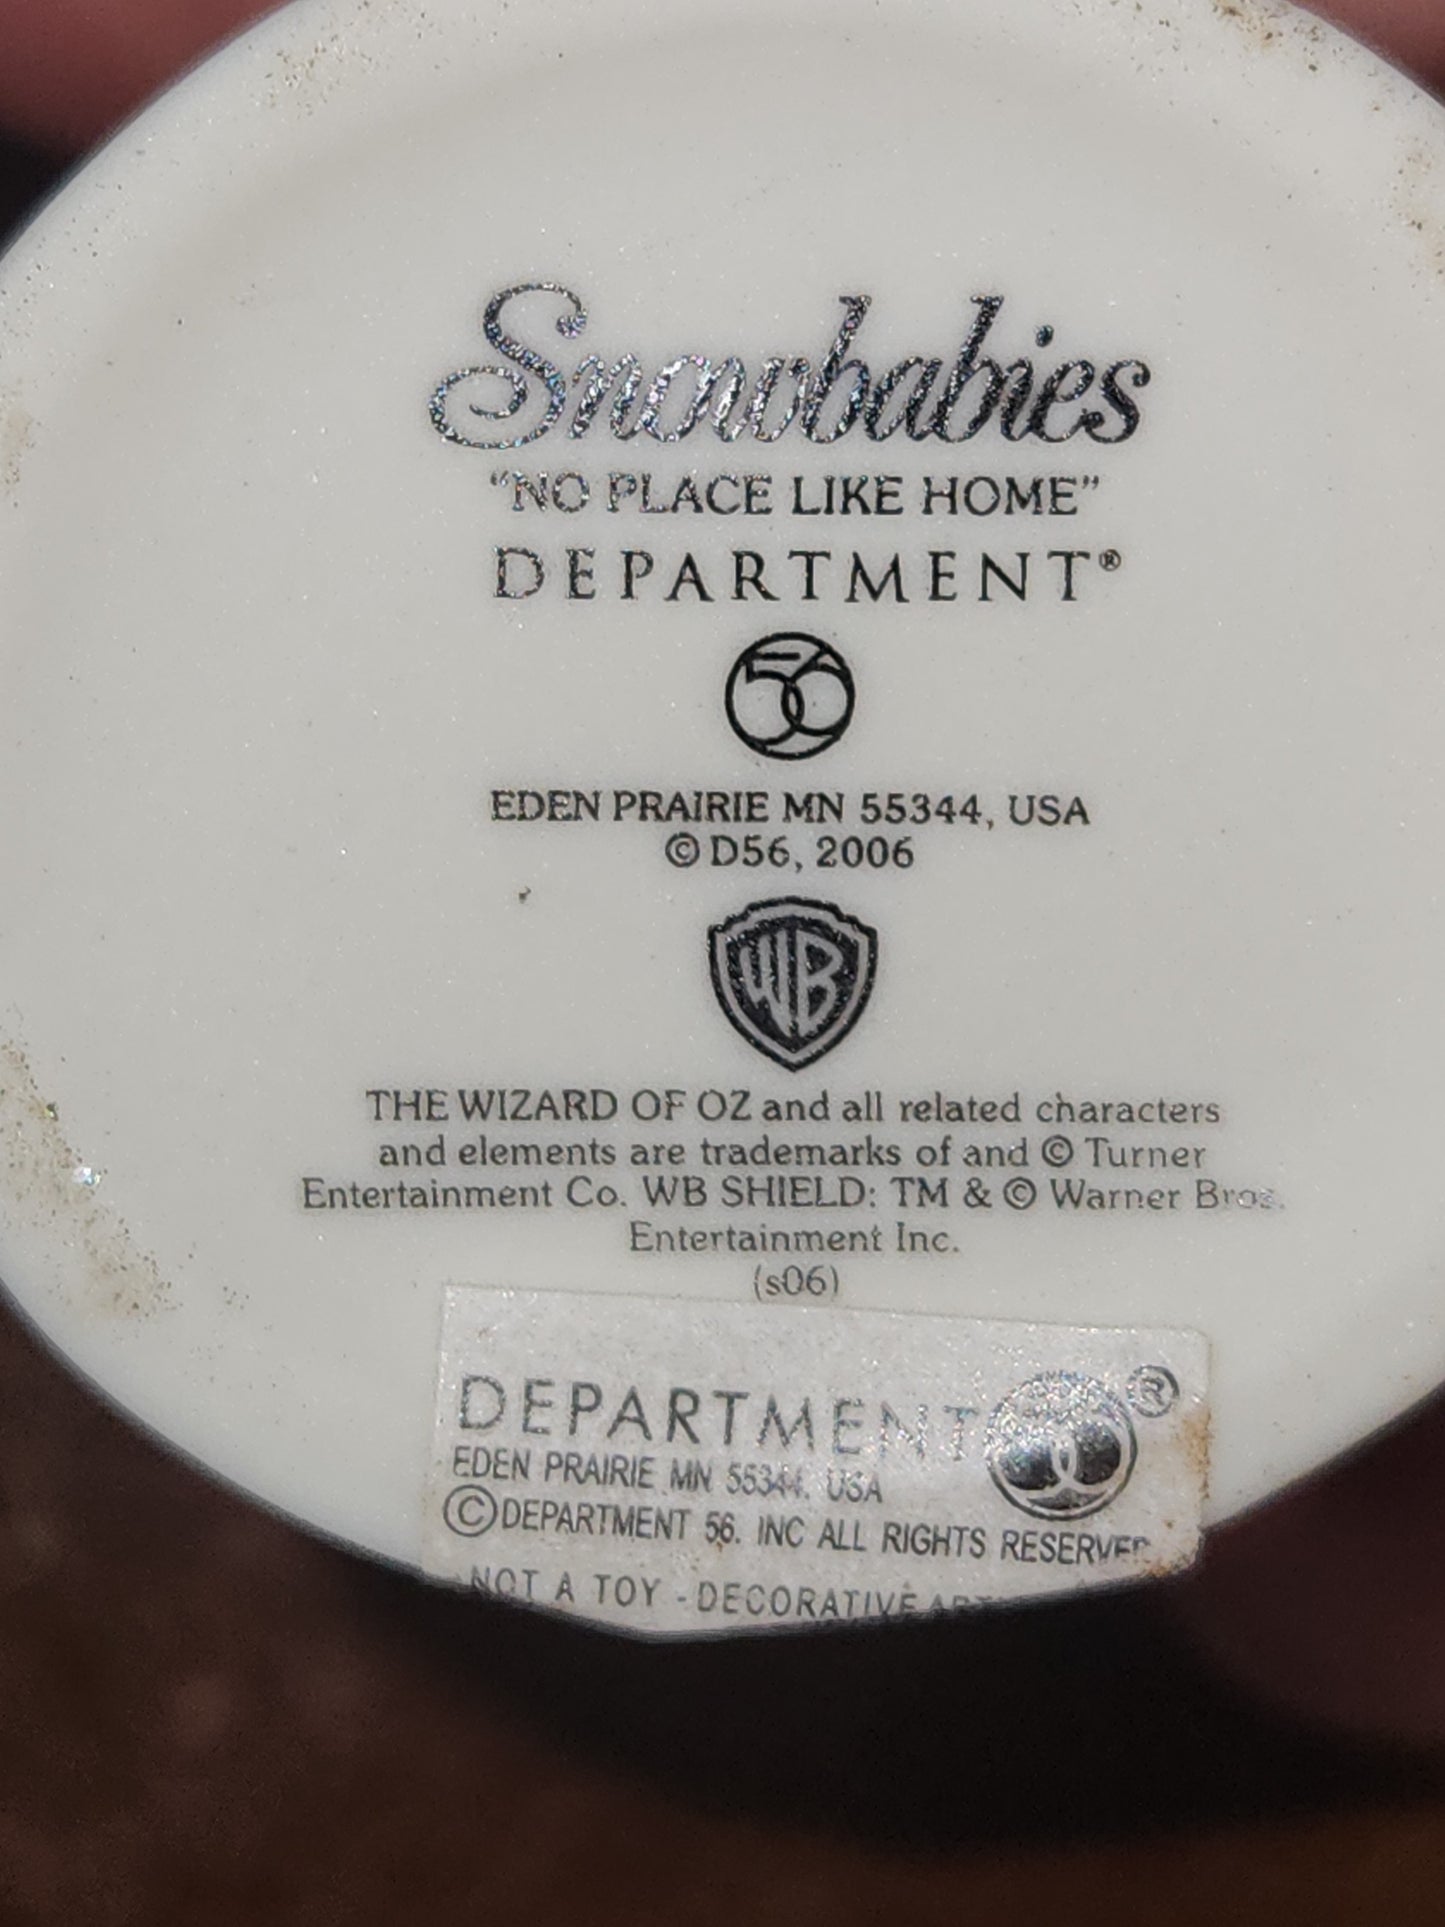 Snowbabies
“NO PLACE LIKE HOME”
DEPARTMENT®
56
EDEN PRAIRIE MN 55344, USA
© D56, 2006
WB
THE WIZARD OF OZ and all related characters
and elements are trademarks of and © Turner
Entertainment Co. WB SHIELD: TM & © Warner Bros.
Entertainment Inc.
(s06)
DEPARTMENT 56 ®
EDEN PRAIRIE MN 55344. USA
©DEPARTMENT 56. INC ALL RIGHTS RESERVED
NOT A TOY - DECORATIVE